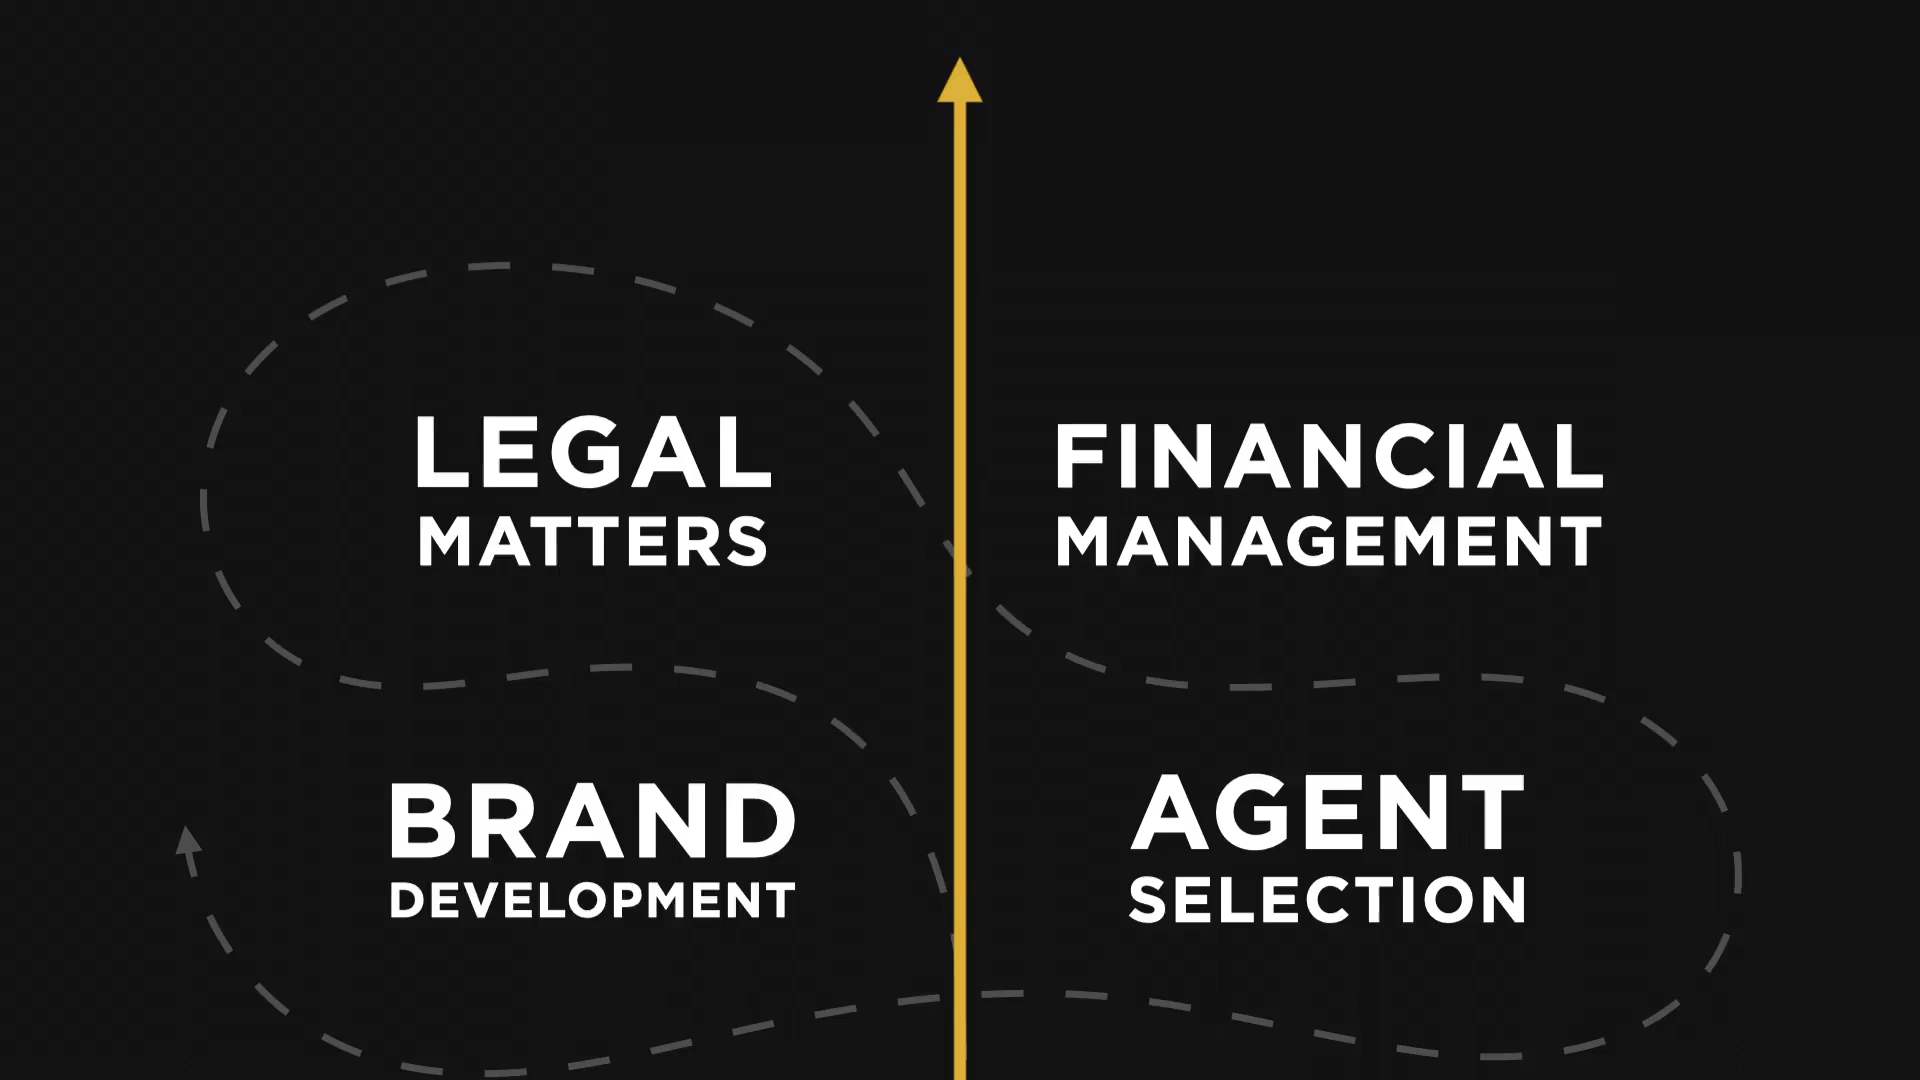 LEGAL
MATTERS
FINANCIAL
MANAGEMENT
BRAND
DEVELOPMENT
AGENT
SELECTION